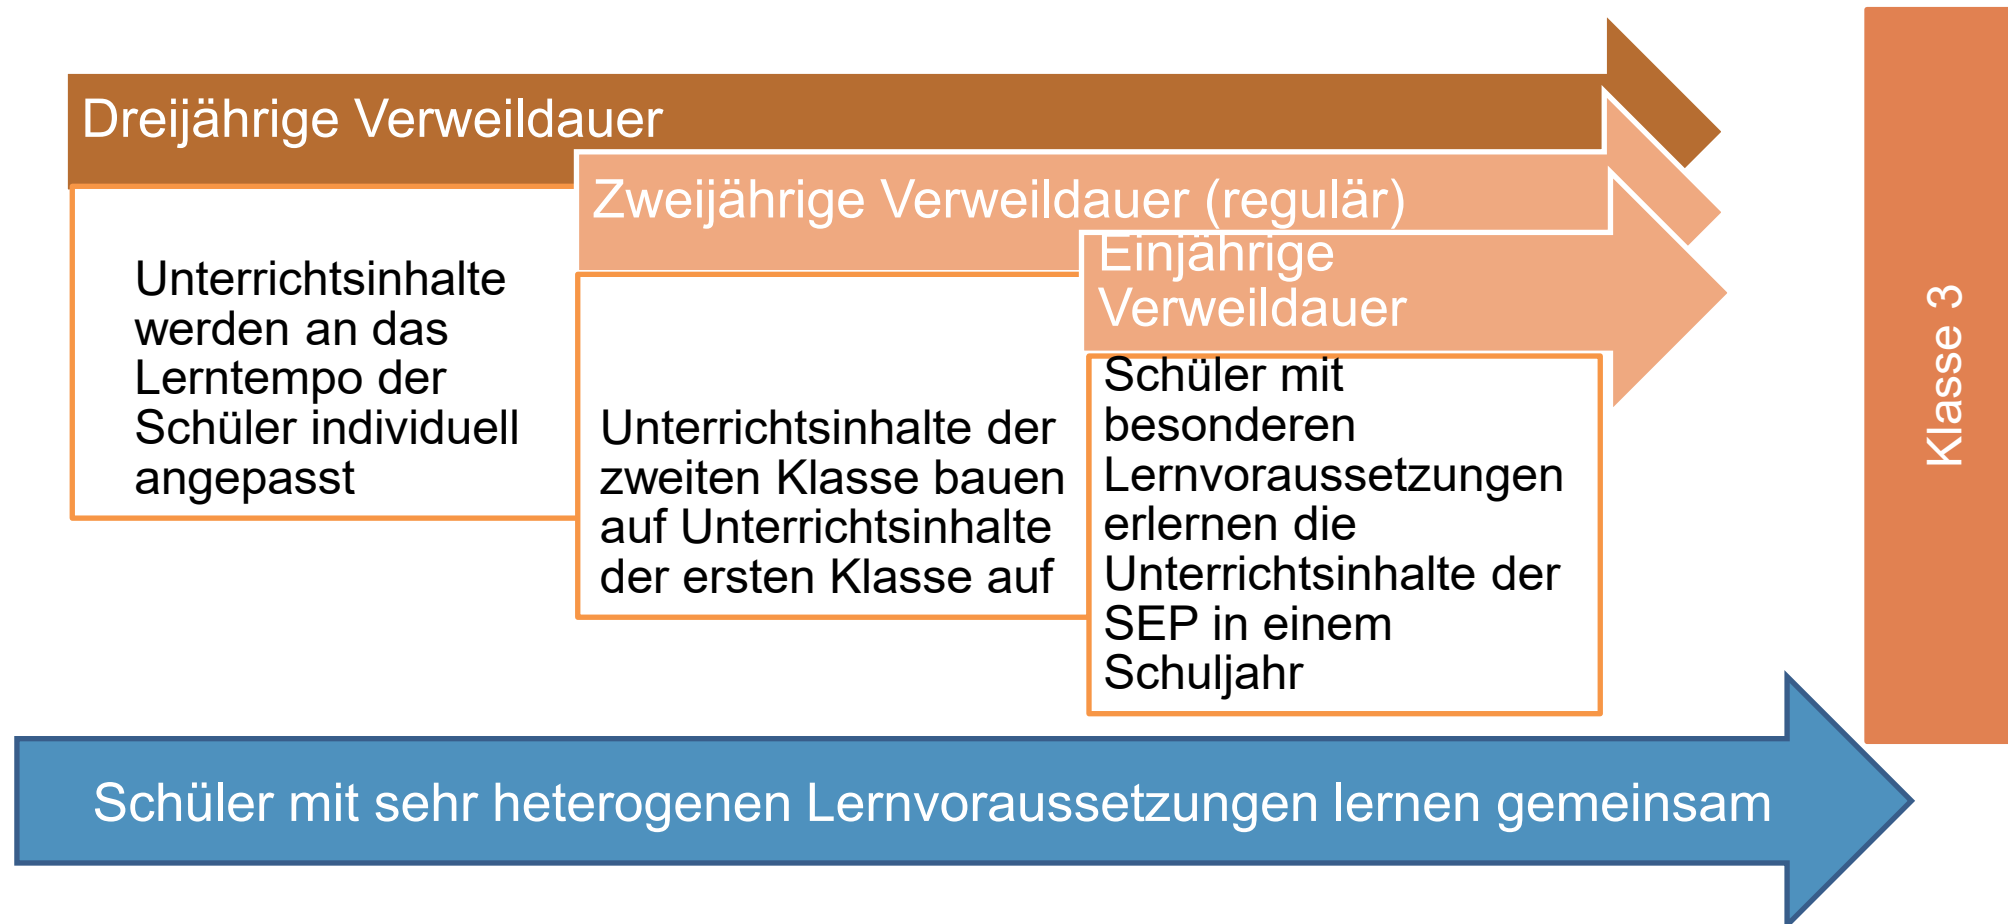 Dreijährige Verweildauer
Unterrichtsinhalte
werden an das
Lerntempo der
Schüler individuell
angepasst
Zweijährige Verweildauer (regulär)
Unterrichtsinhalte der
zweiten Klasse bauen
auf Unterrichtsinhalte
der ersten Klasse auf
Einjährige
Verweildauer
Schüler mit
besonderen
Lernvoraussetzungen
erlernen die
Unterrichtsinhalte der
SEP in einem
Schuljahr
Klasse 3
Schüler mit sehr heterogenen Lernvoraussetzungen lernen gemeinsam